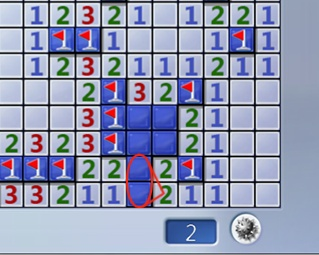 1 2 3 2 1 1 2 2 1
1 1 1 1
1 2 3 2 1 1 1 2 1 1
2 3 2 1
3 2 1
2 3 2 3 2 1
2 2 2 1
3 3 2 1 1 2 1 1
2